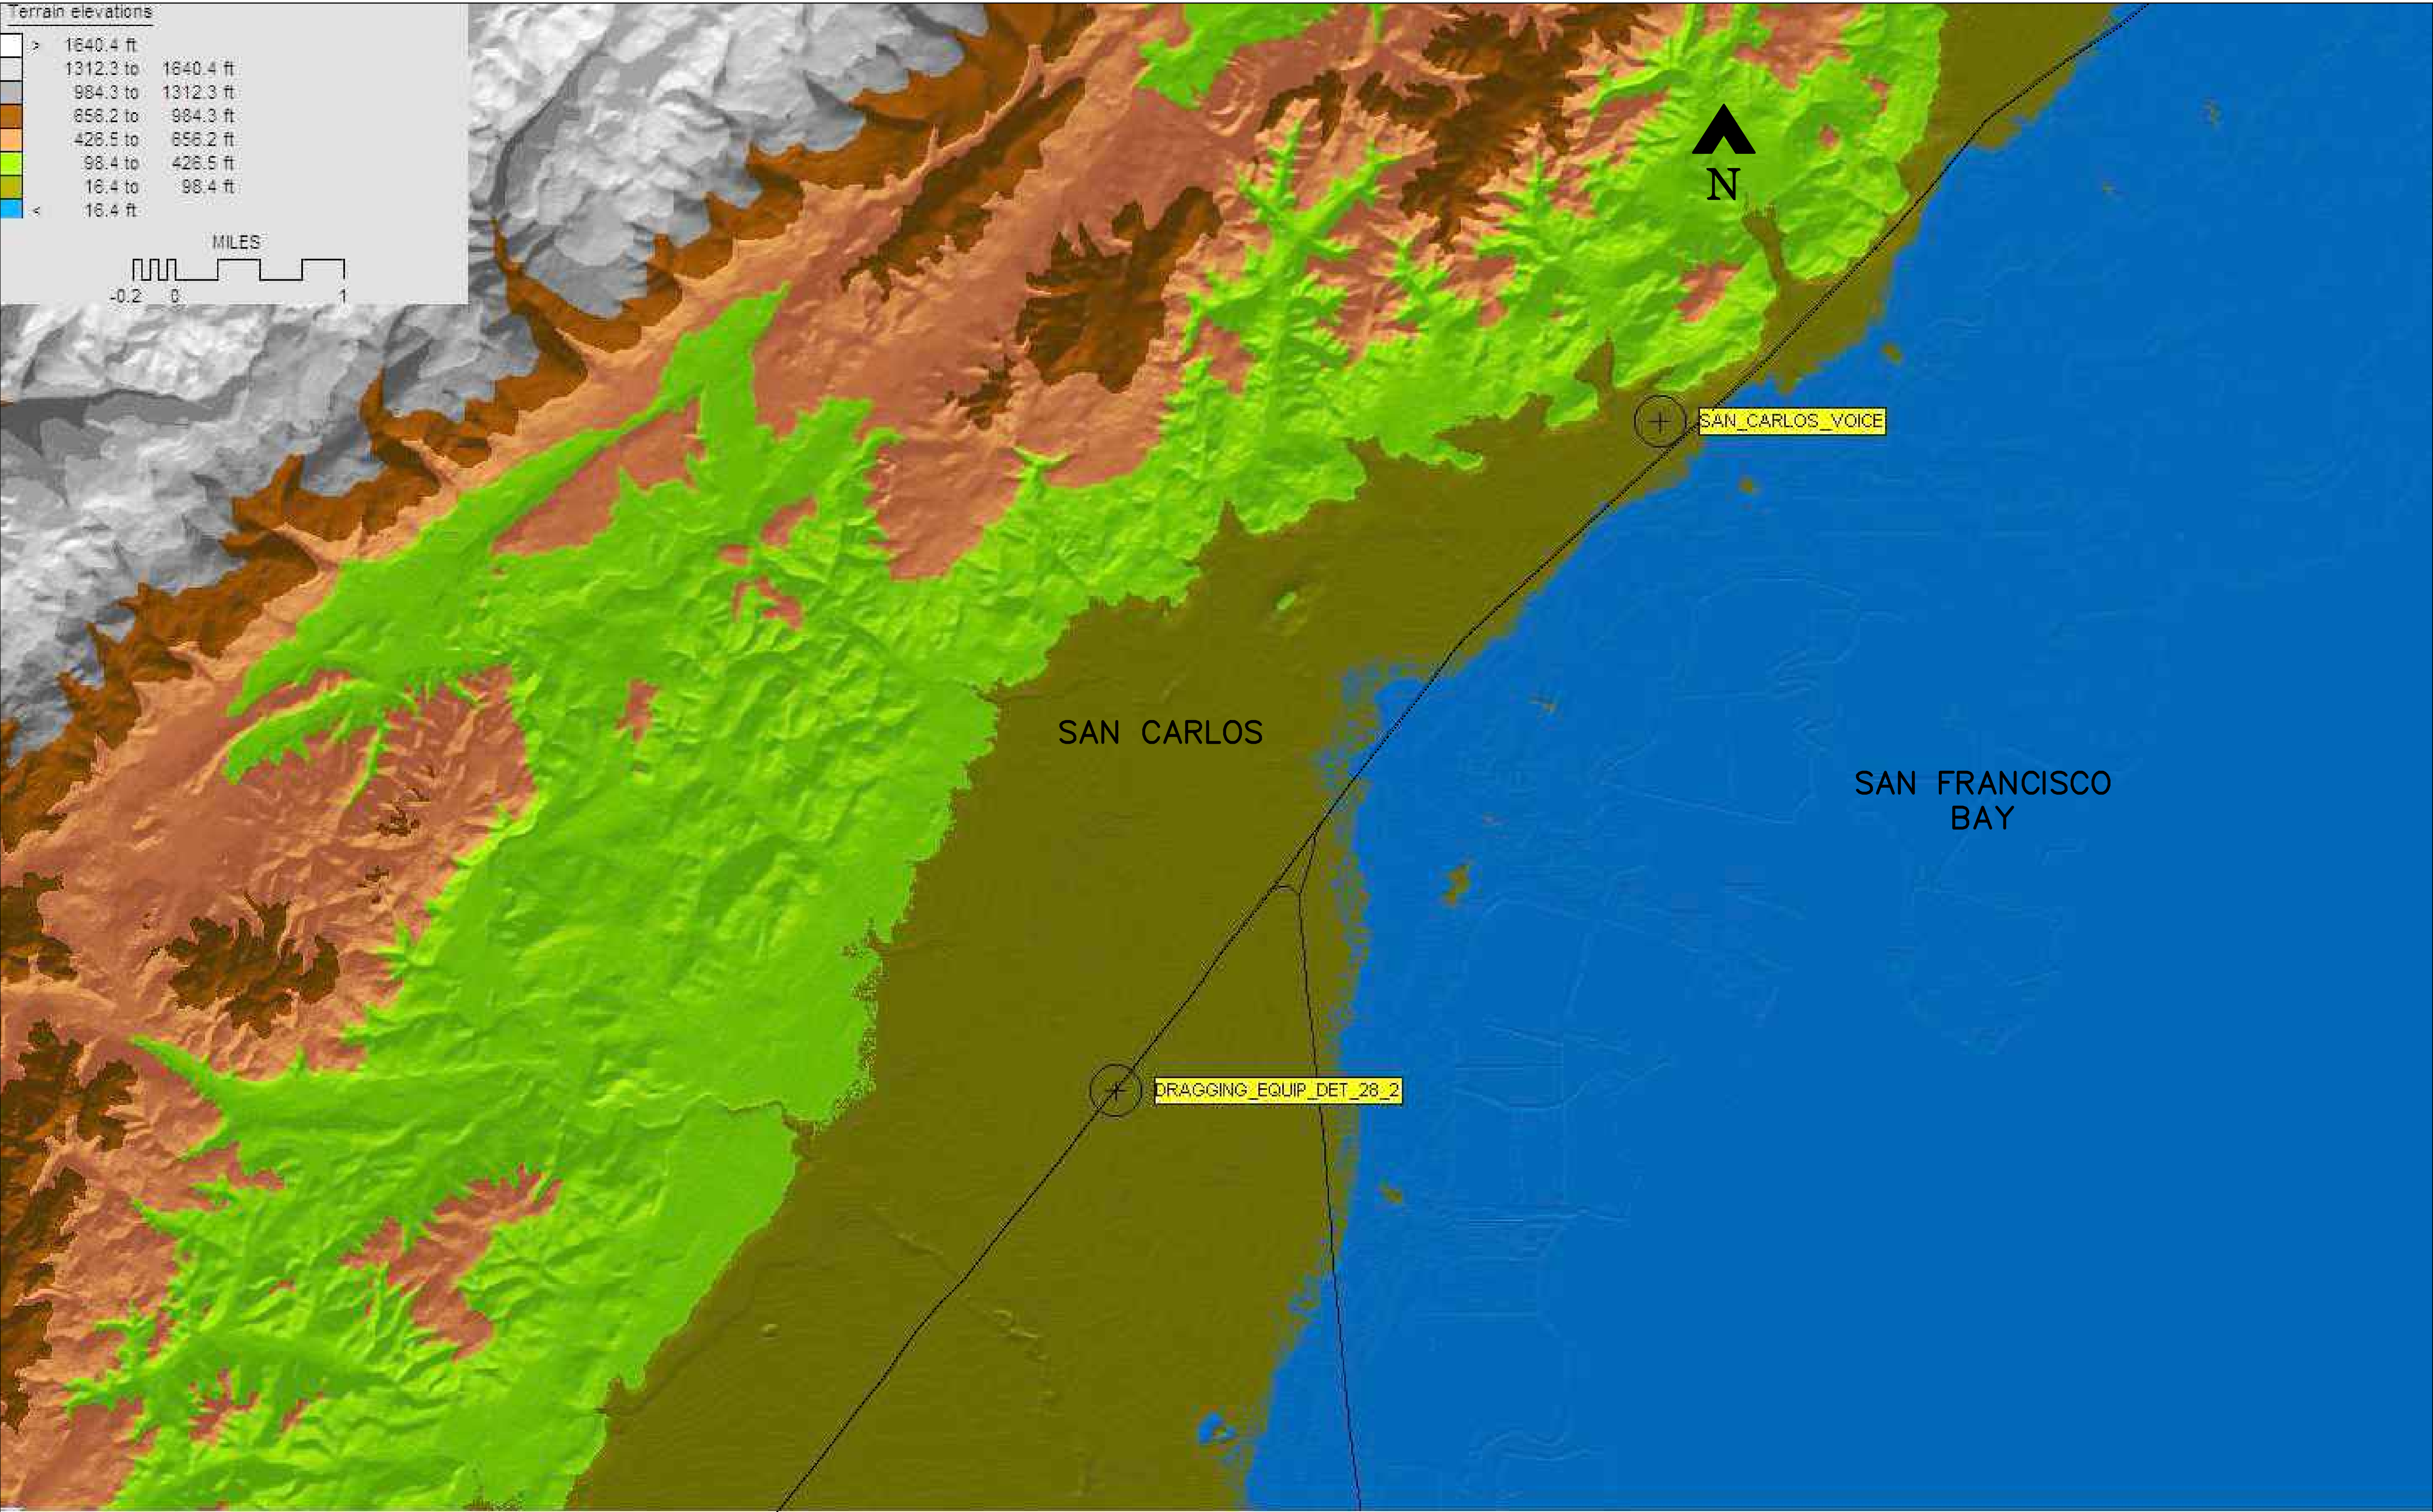 Terrain elevations
> 1640.4 ft
1312.3 to 1640.4 ft
984.3 to 1312.3 ft
656.2 to 984.3 ft
426.5 to 656.2 ft
98.4 to 426.5 ft
16.4 to 98.4 ft
< 16.4 ft
MILES
-0.2 0 1
N
SAN_CARLOS_VOICE
SAN CARLOS
SAN FRANCISCO
BAY
DRAGGING_EQUIP_DET_28_2